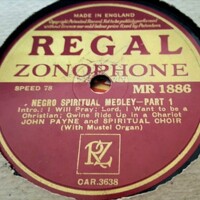 MADE IN ENGLAND
REGAL
ZONOPHONE
SPEED 78
MR 1886
NEGRO SPIRITUAL MEDLEY—PART 1
Intro.: I Will Pray; Lord, I Want to be a
Christian; Gwine Ride Up in a Chariot
JOHN PAYNE and SPIRITUAL CHOIR
(With Mustel Organ)
RZ
CAR.3638